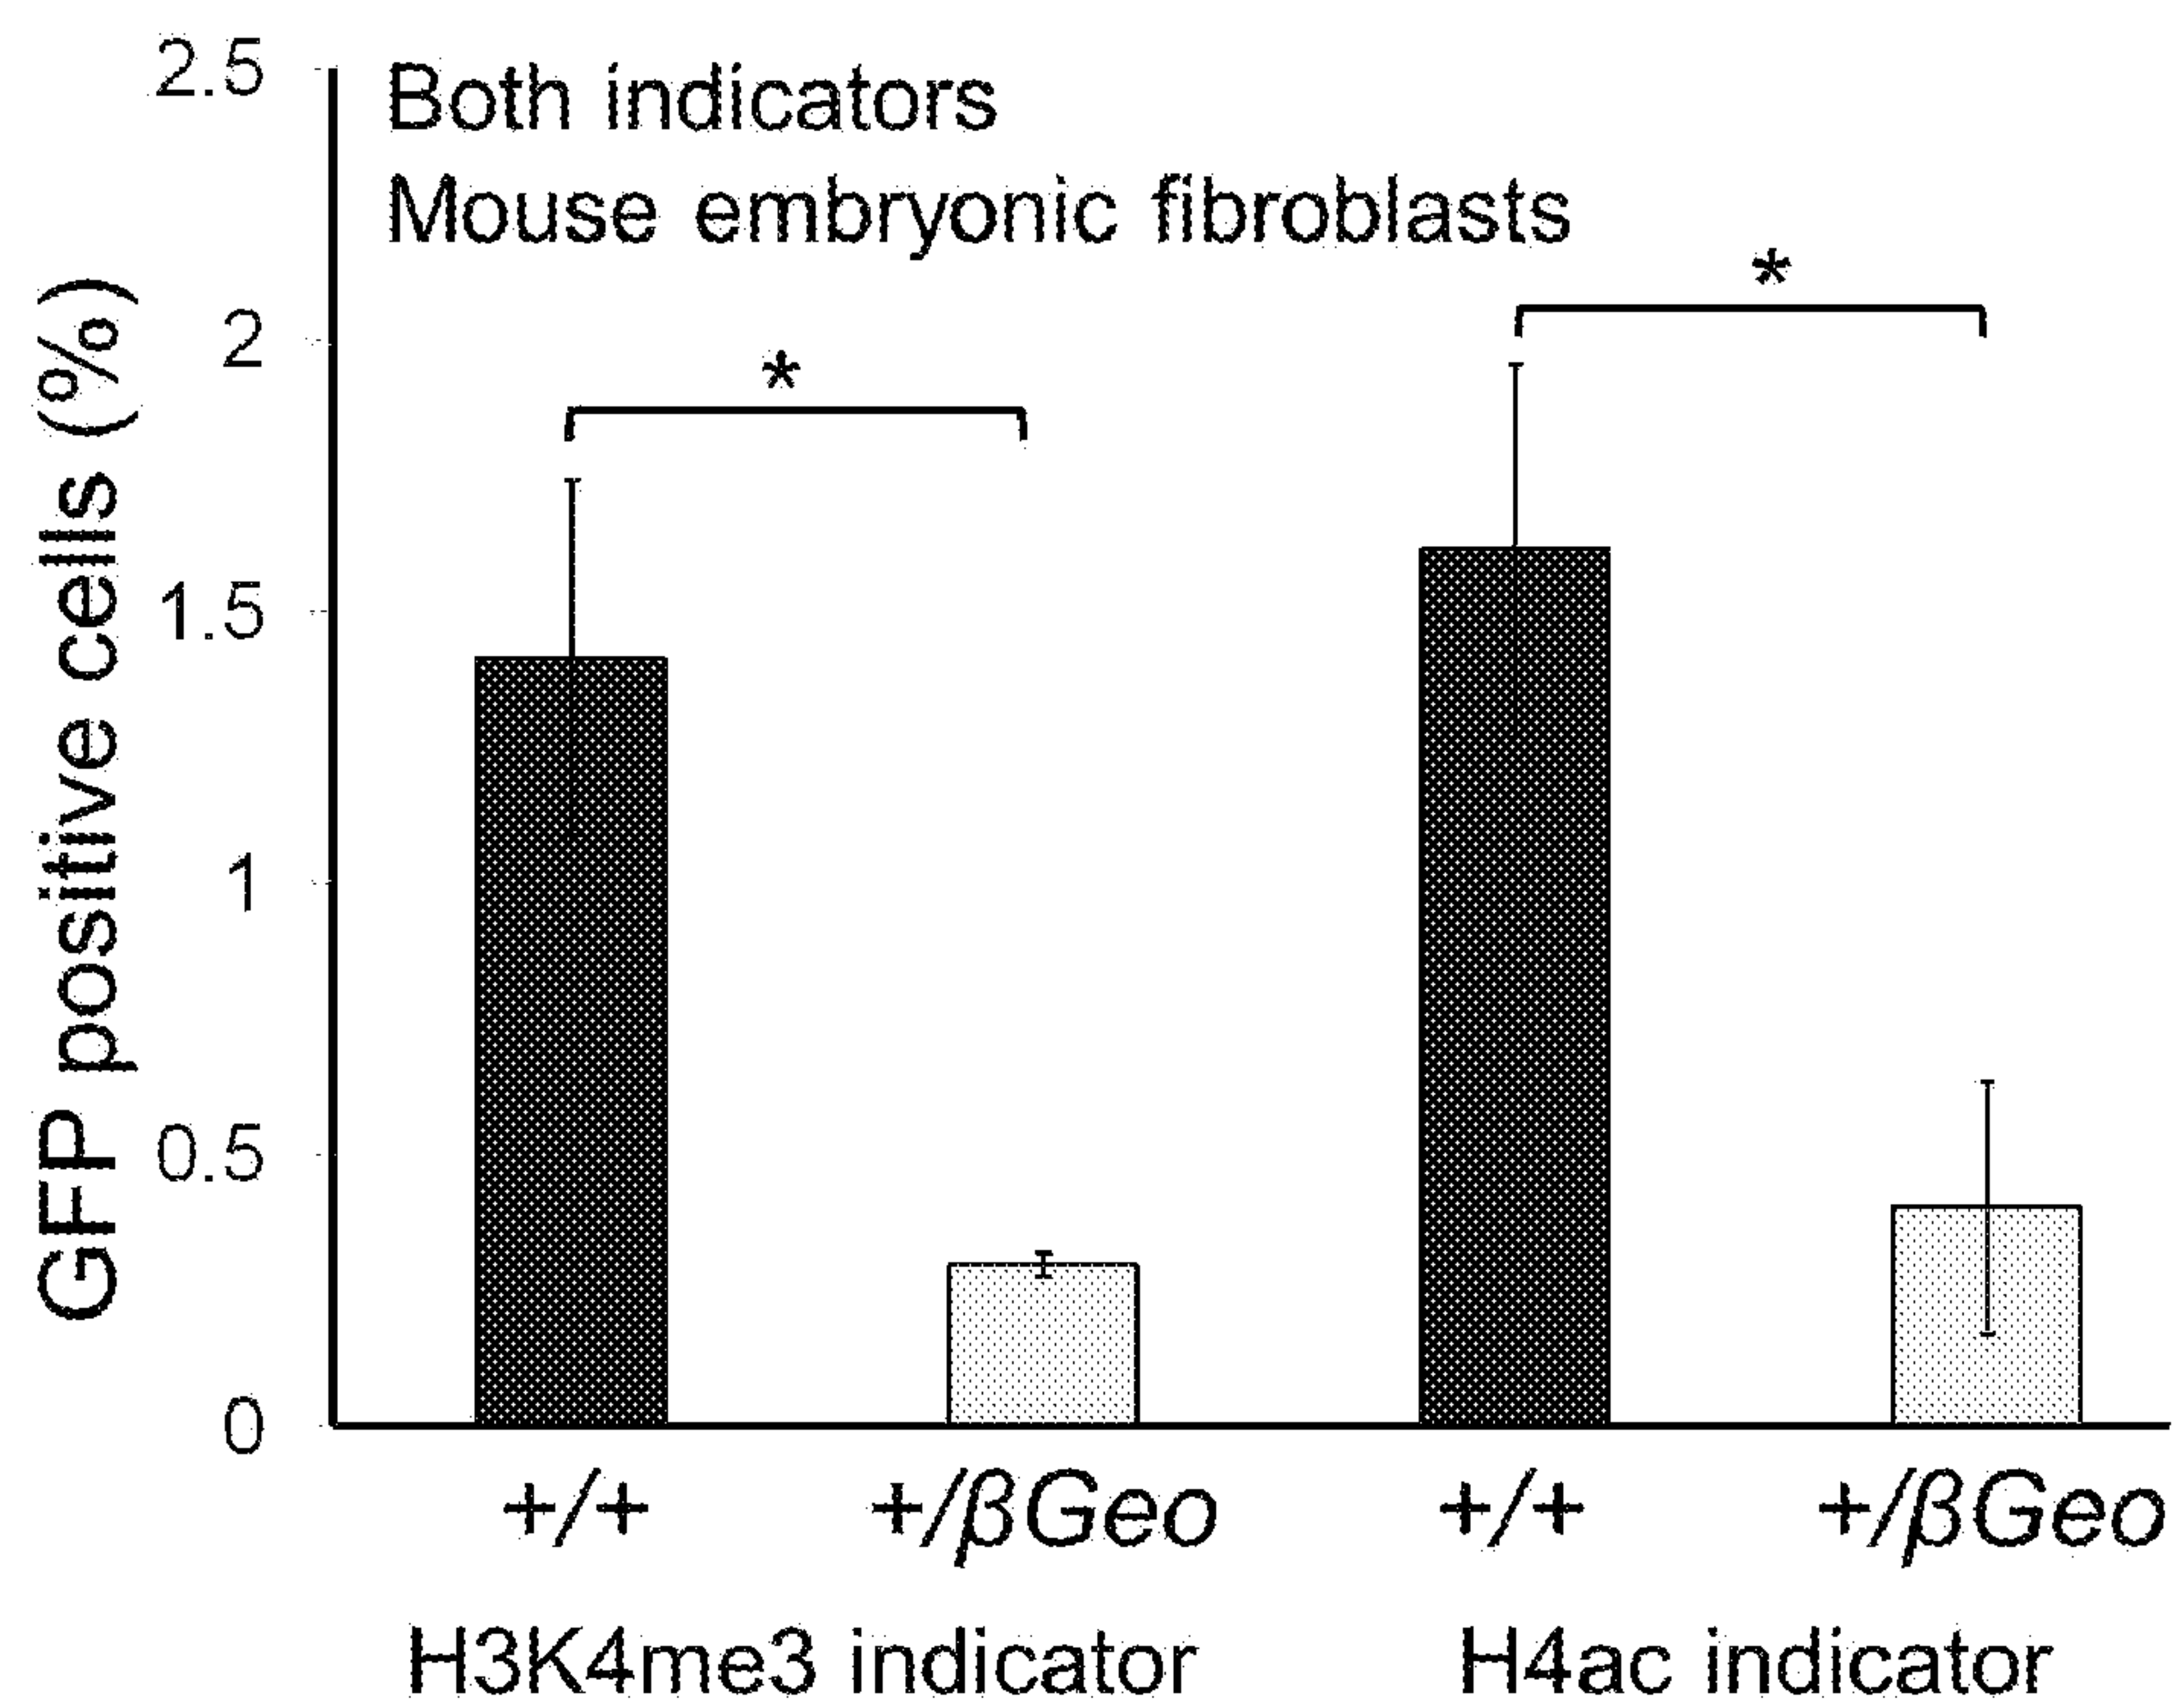 Both indicators
Mouse embryonic fibroblasts
GFP positive cells (%)
2.5
2
1.5
1
0.5
0
*
*
+/+ +/βGeo +/+ +/βGeo
H3K4me3 indicator H4ac indicator